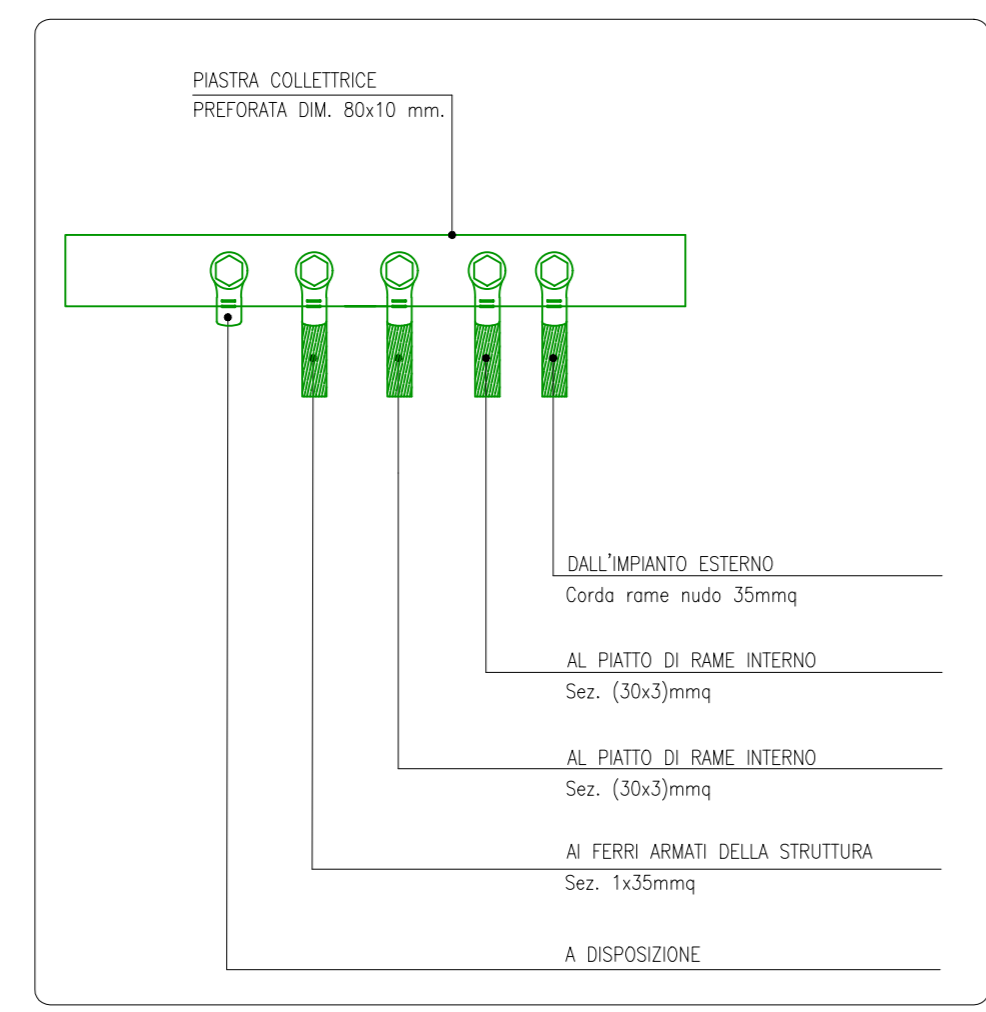 PIASTRA COLLETTRICE
PREFORATA DIM. 80x10 mm.
DALL'IMPIANTO ESTERNO
Corda rame nudo 35mmq
AL PIATTO DI RAME INTERNO
Sez. (30x3)mmq
AL PIATTO DI RAME INTERNO
Sez. (30x3)mmq
AI FERRI ARMATI DELLA STRUTTURA
Sez. 1x35mmq
A DISPOSIZIONE